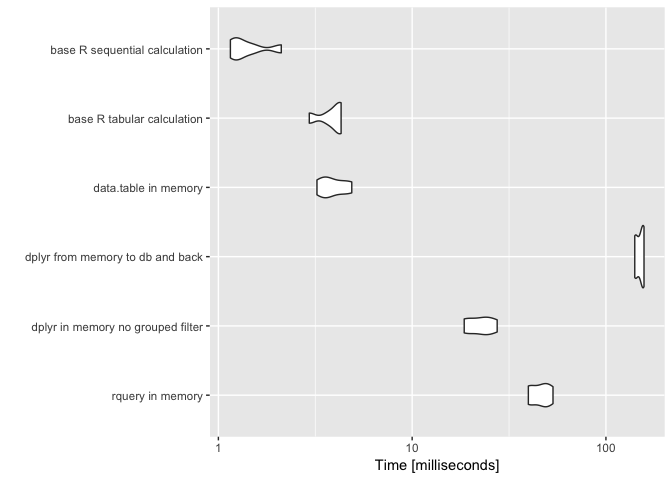 base R sequential calculation
base R tabular calculation
data.table in memory
dplyr from memory to db and back
dplyr in memory no grouped filter
rquery in memory
1 10 100
Time [milliseconds]